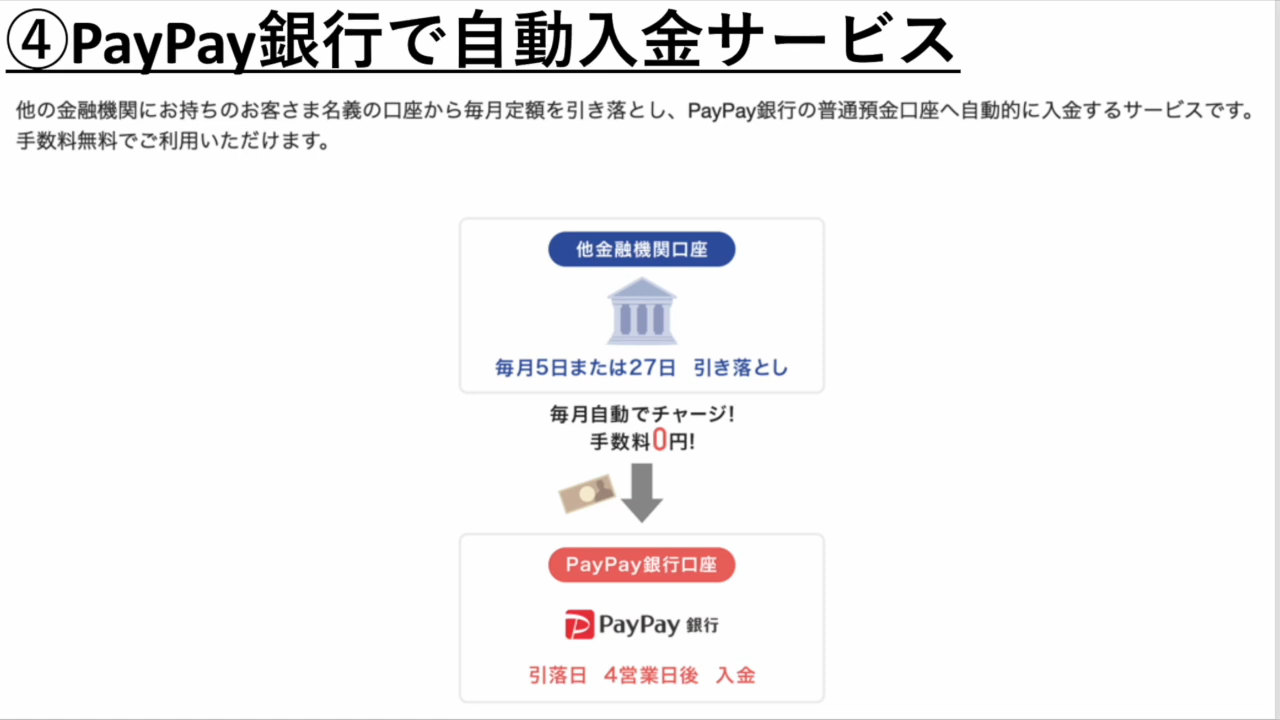 ④PayPay銀行で自動入金サービス
他の金融機関にお持ちのお客さま名義の口座から毎月定額を引き落とし、PayPay銀行の普通預金口座へ自動的に入金するサービスです。
手数料無料でご利用いただけます。
他金融機関口座
毎月5日または27日 引き落とし
毎月自動でチャージ!
手数料0円!
PayPay銀行口座
PayPay 銀行
引落日 4営業日後 入金